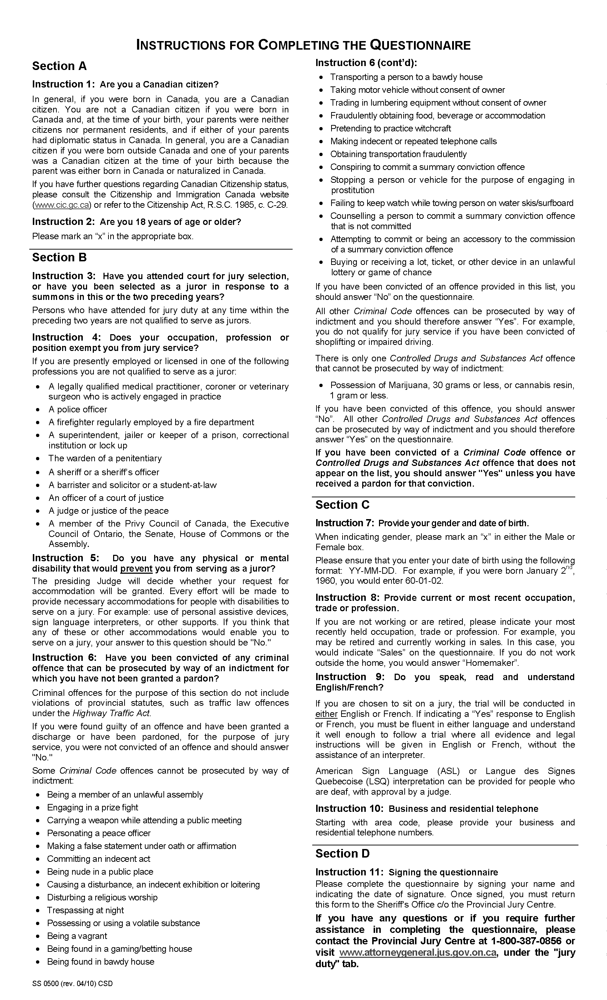 INSTRUCTIONS FOR COMPLETING THE QUESTIONNAIRE
Section A
Instruction 1: Are you a Canadian citizen?
In general, if you were born in Canada, you are a Canadian
citizen. You are not a Canadian citizen if you were born in
Canada and, at the time of your birth, your parents were neither
citizens nor permanent residents, and if either of your parents
had diplomatic status in Canada. In general, you are a Canadian
citizen if you were born outside Canada and one of your parents
was a Canadian citizen at the time of your birth because the
parent was either born in Canada or naturalized in Canada.
If you have further questions regarding Canadian Citizenship status,
please consult the Citizenship and Immigration Canada website
(www.cic.gc.ca) or refer to the Citizenship Act, R.S.C. 1985, c. C-29.
Instruction 2: Are you 18 years of age or older?
Please mark an “x” in the appropriate box.
Section B
Instruction 3: Have you attended court for jury selection,
or have you been selected as a juror in response to a
summons in this or the two preceding years?
Persons who have attended for jury duty at any time within the
preceding two years are not qualified to serve as jurors.
Instruction 4: Does your occupation, profession or
position exempt you from jury service?
If you are presently employed or licensed in one of the following
professions you are not qualified to serve as a juror:
• A legally qualified medical practitioner, coroner or veterinary
surgeon who is actively engaged in practice
• A police officer
• A firefighter regularly employed by a fire department
• A superintendent, jailer or keeper of a prison, correctional
institution or lock up
• The warden of a penitentiary
• A sheriff or a sheriff’s officer
• A barrister and solicitor or a student-at-law
• An officer of a court of justice
• A judge or justice of the peace
• A member of the Privy Council of Canada, the Executive
Council of Ontario, the Senate, House of Commons or the
Assembly.
Instruction 5: Do you have any physical or mental
disability that would prevent you from serving as a juror?
The presiding Judge will decide whether your request for
accommodation will be granted. Every effort will be made to
provide necessary accommodations for people with disabilities to
serve on a jury. For example: use of personal assistive devices,
sign language interpreters, or other supports. If you think that
any of these or other accommodations would enable you to
serve on a jury, your answer to this question should be "No."
Instruction 6: Have you been convicted of any criminal
offence that can be prosecuted by way of an indictment for
which you have not been granted a pardon?
Criminal offences for the purpose of this section do not include
violations of provincial statutes, such as traffic law offences
under the Highway Traffic Act.
If you were found guilty of an offence and have been granted a
discharge or have been pardoned, for the purpose of jury
service, you were not convicted of an offence and should answer
"No."
Some Criminal Code offences cannot be prosecuted by way of
indictment:
• Being a member of an unlawful assembly
• Engaging in a prize fight
• Carrying a weapon while attending a public meeting
• Personating a peace officer
• Making a false statement under oath or affirmation
• Committing an indecent act
• Being nude in a public place
• Causing a disturbance, an indecent exhibition or loitering
• Disturbing a religious worship
• Trespassing at night
• Possessing or using a volatile substance
• Being a vagrant
• Being found in a gaming/betting house
• Being found in bawdy house
SS 0500 (rev. 04/10) CSD
Instruction 6 (cont’d):
• Transporting a person to a bawdy house
• Taking motor vehicle without consent of owner
• Trading in lumbering equipment without consent of owner
• Fraudulently obtaining food, beverage or accommodation
• Pretending to practice witchcraft
• Making indecent or repeated telephone calls
• Obtaining transportation fraudulently
• Conspiring to commit a summary conviction offence
• Stopping a person or vehicle for the purpose of engaging in
prostitution
• Failing to keep watch while towing person on water skis/surfboard
• Counselling a person to commit a summary conviction offence
that is not committed
• Attempting to commit or being an accessory to the commission
of a summary conviction offence
• Buying or receiving a lot, ticket, or other device in an unlawful
lottery or game of chance
If you have been convicted of an offence provided in this list, you
should answer “No” on the questionnaire.
All other Criminal Code offences can be prosecuted by way of
indictment and you should therefore answer “Yes”. For example,
you do not qualify for jury service if you have been convicted of
shoplifting or impaired driving.
There is only one Controlled Drugs and Substances Act offence
that cannot be prosecuted by way of indictment:
• Possession of Marijuana, 30 grams or less, or cannabis resin,
1 gram or less.
If you have been convicted of this offence, you should answer
“No”. All other Controlled Drugs and Substances Act offences
can be prosecuted by way of indictment and you should therefore
answer “Yes” on the questionnaire.
If you have been convicted of a Criminal Code offence or
Controlled Drugs and Substances Act offence that does not
appear on the list, you should answer "Yes" unless you have
received a pardon for that conviction.
Section C
Instruction 7: Provide your gender and date of birth.
When indicating gender, please mark an “x” in either the Male or
Female box.
Please ensure that you enter your date of birth using the following
format: YY-MM-DD. For example, if you were born January 2nd,
1960, you would enter 60-01-02.
Instruction 8: Provide current or most recent occupation,
trade or profession.
If you are not working or are retired, please indicate your most
recently held occupation, trade or profession. For example, you
may be retired and currently working in sales. In this case, you
would indicate “Sales” on the questionnaire. If you do not work
outside the home, you would answer “Homemaker”.
Instruction 9: Do you speak, read and understand
English/French?
If you are chosen to sit on a jury, the trial will be conducted in
either English or French. If indicating a “Yes” response to English
or French, you must be fluent in either language and understand
it well enough to follow a trial where all evidence and legal
instructions will be given in English or French, without the
assistance of an interpreter.
American Sign Language (ASL) or Langue des Signes
Quebecoise (LSQ) interpretation can be provided for people who
are deaf, with approval by a judge.
Instruction 10: Business and residential telephone
Starting with area code, please provide your business and
residential telephone numbers.
Section D
Instruction 11: Signing the questionnaire
Please complete the questionnaire by signing your name and
indicating the date of signature. Once signed, you must return
this form to the Sheriff's Office c/o the Provincial Jury Centre.
If you have any questions or if you require further
assistance in completing the questionnaire, please
contact the Provincial Jury Centre at 1-800-387-0856 or
visit www.attorneygeneral.jus.gov.on.ca, under the "jury
duty" tab.